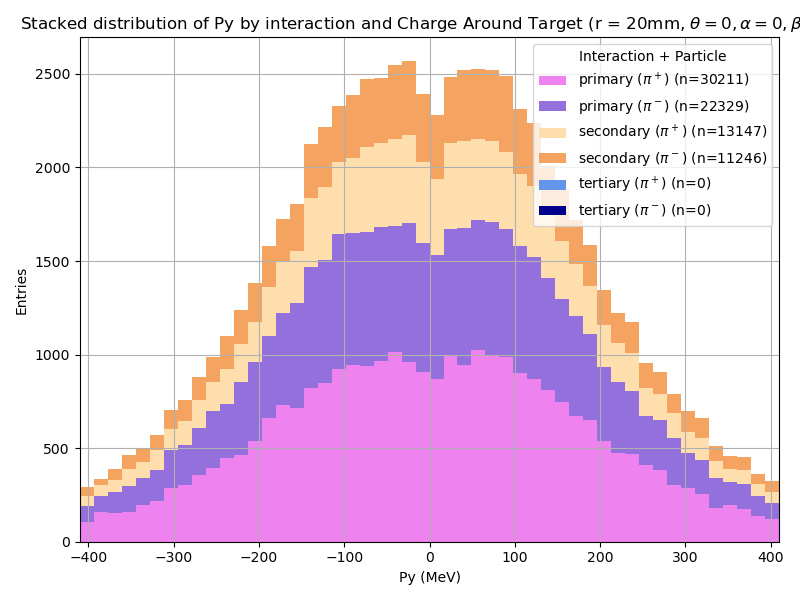 Stacked distribution of Py by interaction and Charge Around Target (r = 20mm, θ = 0, α = 0, β
Interaction + Particle
primary (π⁺) (n=30211)
primary (π⁻) (n=22329)
secondary (π⁺) (n=13147)
secondary (π⁻) (n=11246)
tertiary (π⁺) (n=0)
tertiary (π⁻) (n=0)
Entries
2500
2000
1500
1000
500
0
−400 −300 −200 −100 0 100 200 300 400
Py (MeV)